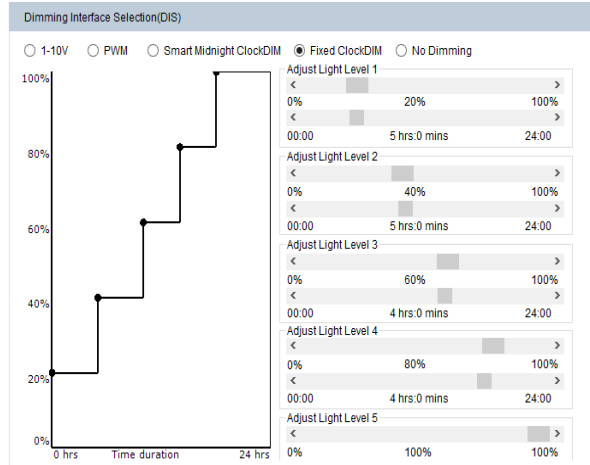 Dimming Interface Selection(DIS)
1-10V PWM Smart Midnight ClockDIM Fixed ClockDIM No Dimming
100%
80%
60%
40%
20%
0%
0 hrs Time duration 24 hrs
Adjust Light Level 1
0% 20% 100%
00:00 5 hrs:0 mins 24:00
Adjust Light Level 2
0% 40% 100%
00:00 5 hrs:0 mins 24:00
Adjust Light Level 3
0% 60% 100%
00:00 4 hrs:0 mins 24:00
Adjust Light Level 4
0% 80% 100%
00:00 4 hrs:0 mins 24:00
Adjust Light Level 5
0% 100% 100%